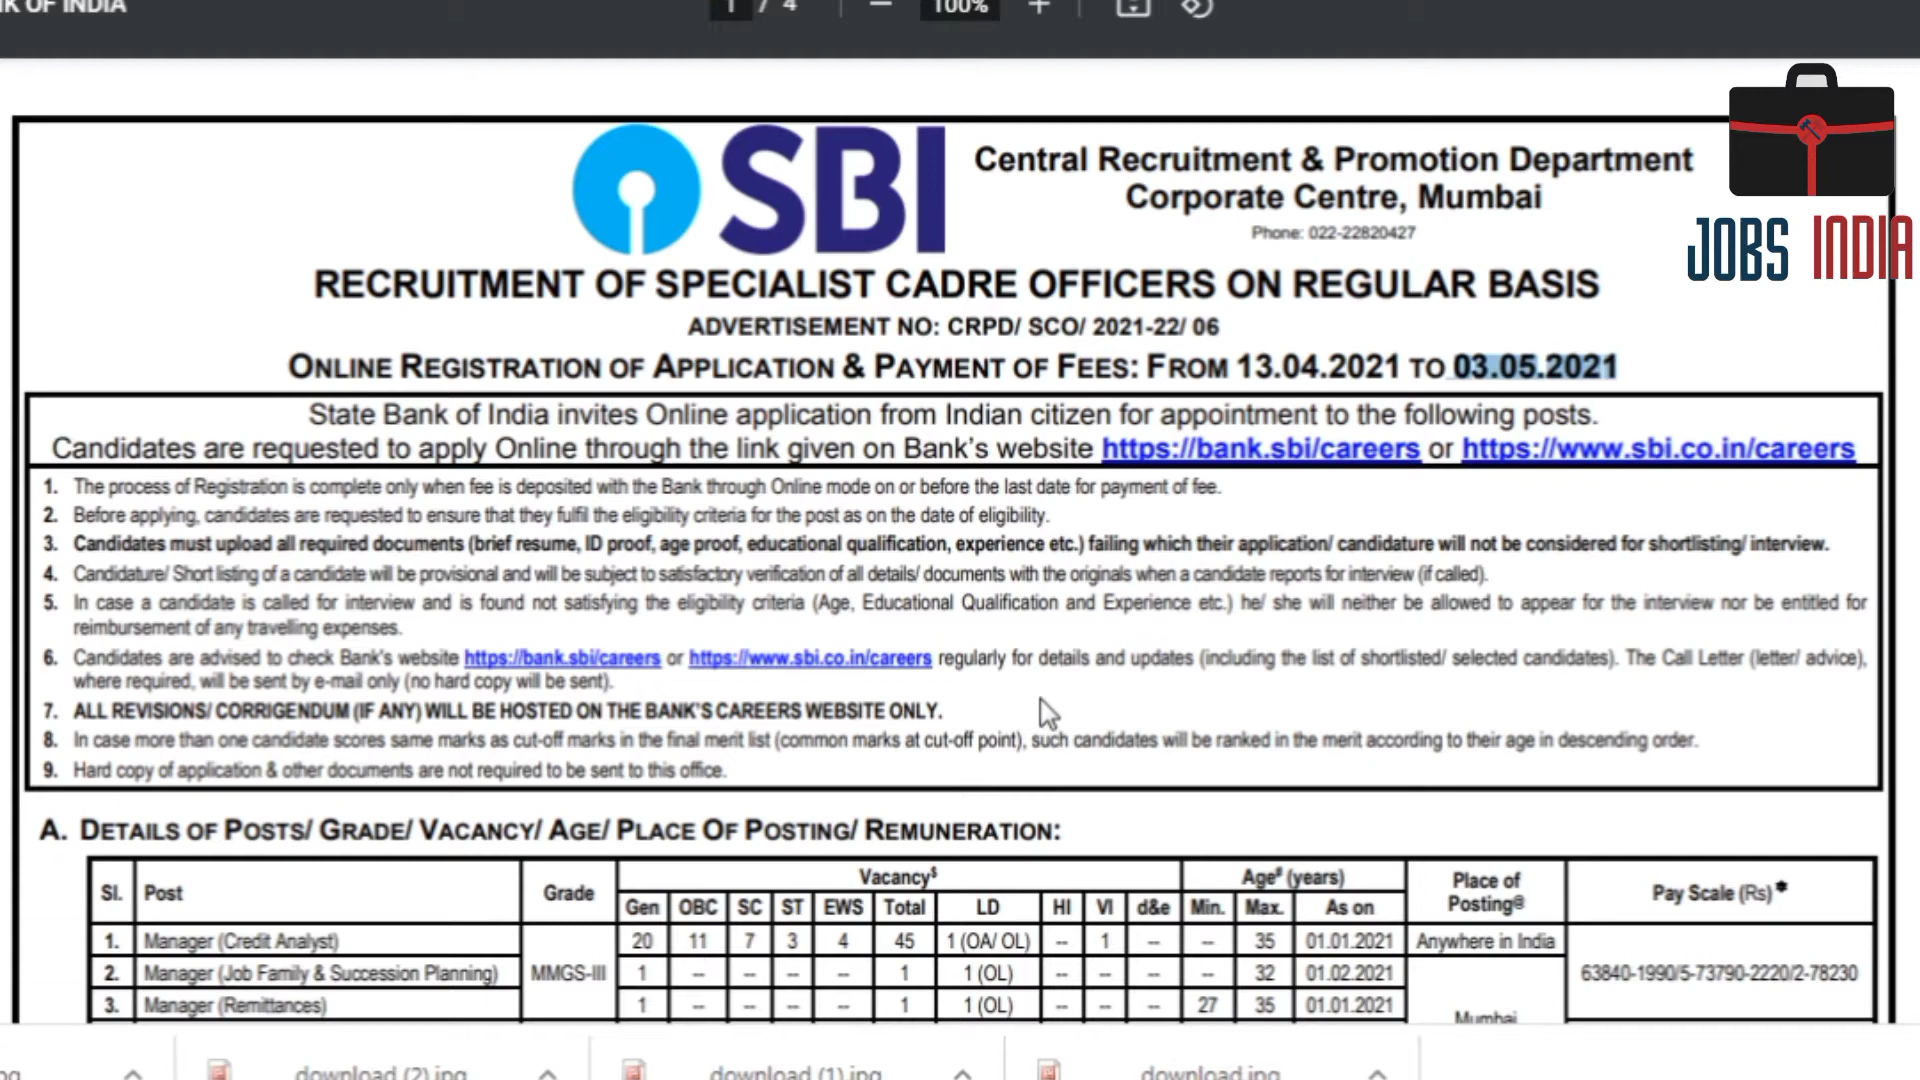 K OF INDIA
1 / 4
100%
SBI
Central Recruitment & Promotion Department
Corporate Centre, Mumbai
Phone: 022-22820427
JOBS INDIA
RECRUITMENT OF SPECIALIST CADRE OFFICERS ON REGULAR BASIS
ADVERTISEMENT NO: CRPD/ SCO/ 2021-22/ 06
ONLINE REGISTRATION OF APPLICATION & PAYMENT OF FEES: FROM 13.04.2021 TO 03.05.2021
State Bank of India invites Online application from Indian citizen for appointment to the following posts.
Candidates are requested to apply Online through the link given on Bank's website https://bank.sbi/careers or https://www.sbi.co.in/careers
1. The process of Registration is complete only when fee is deposited with the Bank through Online mode on or before the last date for payment of fee.
2. Before applying, candidates are requested to ensure that they fulfil the eligibility criteria for the post as on the date of eligibility.
3. Candidates must upload all required documents (brief resume, ID proof, age proof, educational qualification, experience etc.) failing which their application/ candidature will not be considered for shortlisting/ interview.
4. Candidature/ Short listing of a candidate will be provisional and will be subject to satisfactory verification of all details/ documents with the originals when a candidate reports for interview (if called).
5. In case a candidate is called for interview and is found not satisfying the eligibility criteria (Age, Educational Qualification and Experience etc.) he/ she will neither be allowed to appear for the interview nor be entitled for
reimbursement of any travelling expenses.
6. Candidates are advised to check Bank's website https://bank.sbi/careers or https://www.sbi.co.in/careers regularly for details and updates (including the list of shortlisted/ selected candidates). The Call Letter (letter/ advice),
where required, will be sent by e-mail only (no hard copy will be sent).
7. ALL REVISIONS/ CORRIGENDUM (IF ANY) WILL BE HOSTED ON THE BANK'S CAREERS WEBSITE ONLY.
8. In case more than one candidate scores same marks as cut-off marks in the final merit list (common marks at cut-off point), such candidates will be ranked in the merit according to their age in descending order.
9. Hard copy of application & other documents are not required to be sent to this office.
A. DETAILS OF POSTS/ GRADE/ VACANCY/ AGE/ PLACE OF POSTING/ REMUNERATION:
Sl. Post Grade Vacancy$ Age# (years) Place of Posting@ Pay Scale (Rs)*
Gen OBC SC ST EWS Total LD HI VI d&e Min. Max. As on
1. Manager (Credit Analyst) 20 11 7 3 4 45 1 (OA/ OL) -- 1 -- -- 35 01.01.2021 Anywhere in India
2. Manager (Job Family & Succession Planning) MMGS-III 1 -- -- -- -- 1 1 (OL) -- -- -- -- 32 01.02.2021 63840-1990/5-73790-2220/2-78230
3. Manager (Remittances) 1 -- -- -- -- 1 1 (OL) -- -- -- 27 35 01.01.2021 Mumbai
download (2).jpg download (1).jpg download.jpg